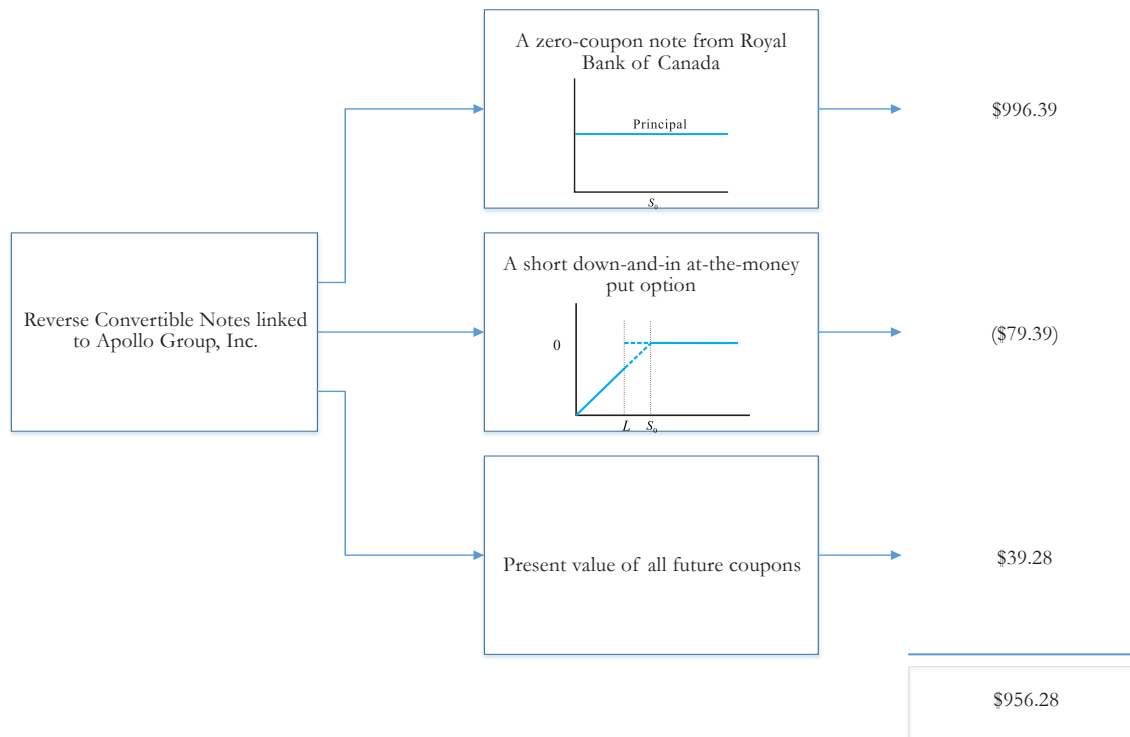 A zero-coupon note from Royal
Bank of Canada
Principal
S0
$996.39
Reverse Convertible Notes linked
to Apollo Group, Inc.
A short down-and-in at-the-money
put option
0
L S0
($79.39)
Present value of all future coupons
$39.28
$956.28